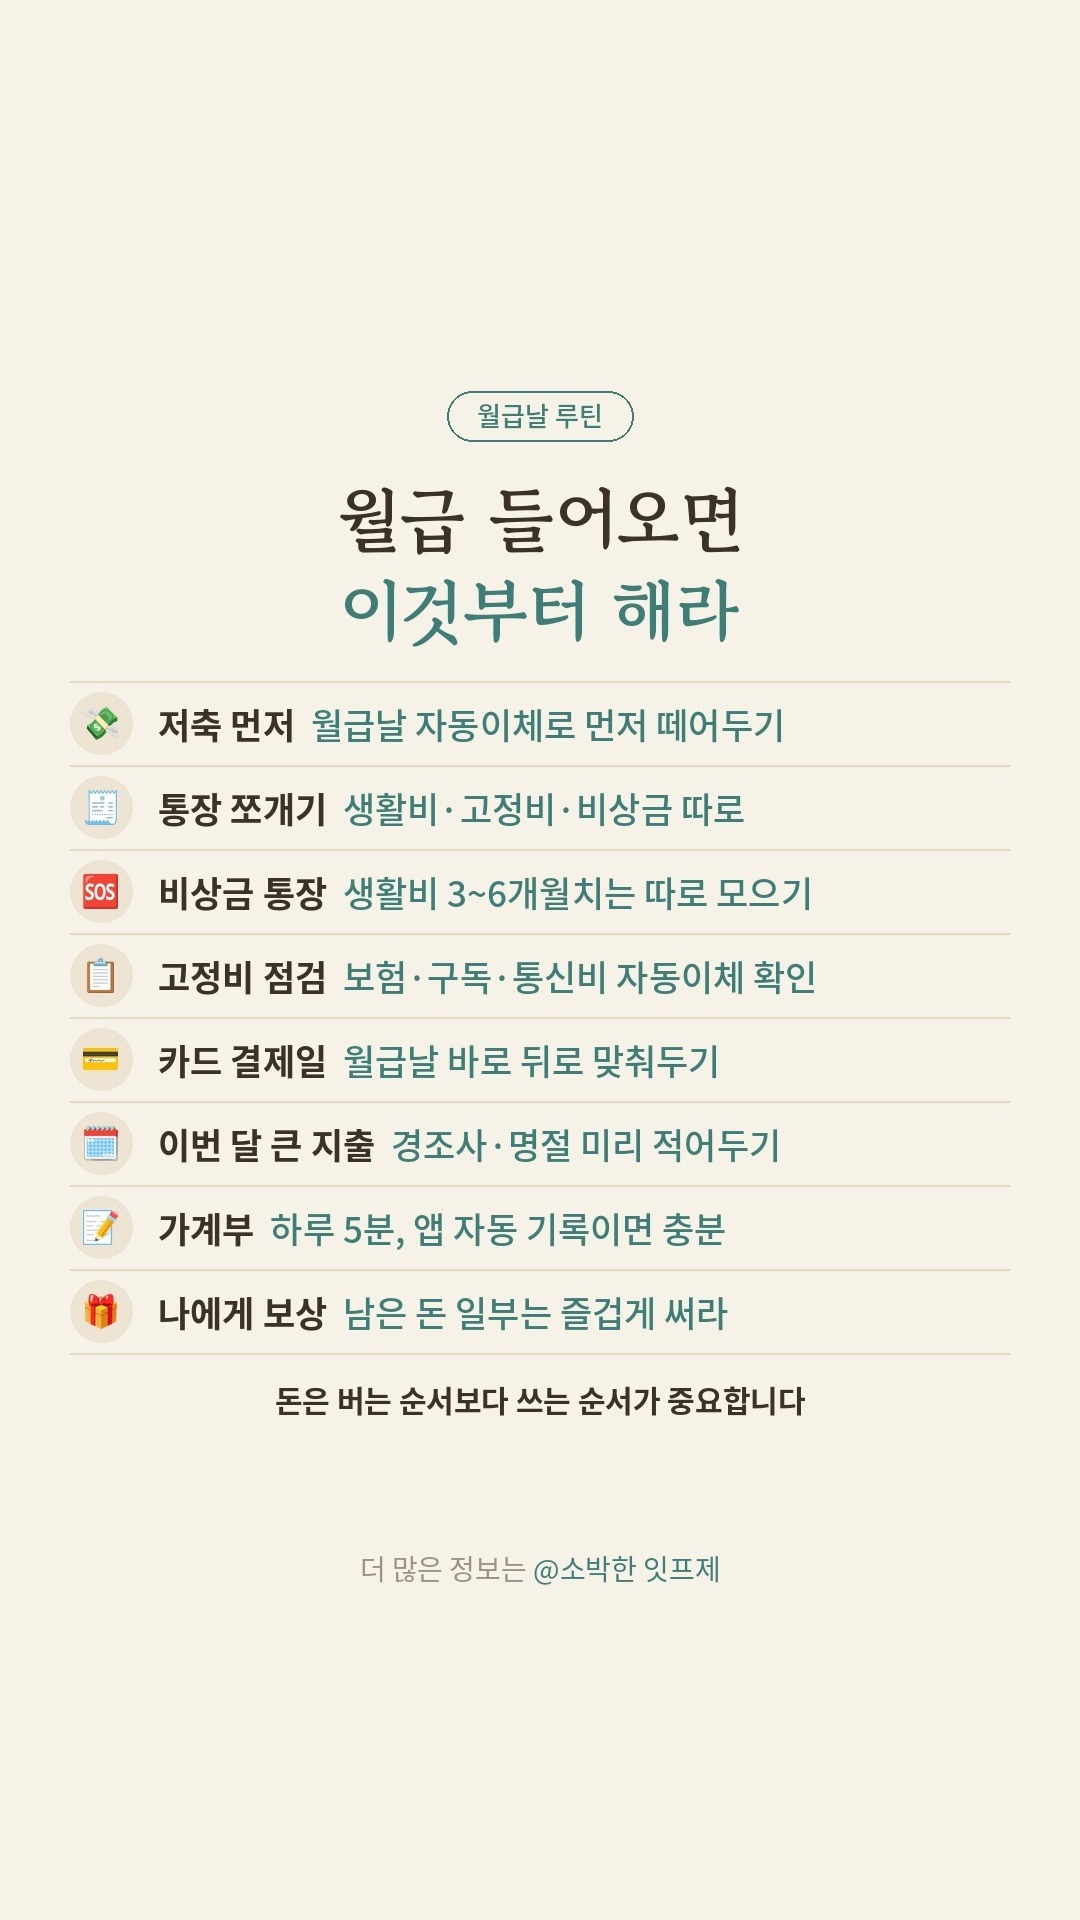 월급날 루틴
월급 들어오면
이것부터 해라
저축 먼저 월급날 자동이체로 먼저 떼어두기
통장 쪼개기 생활비·고정비·비상금 따로
SOS 비상금 통장 생활비 3~6개월치는 따로 모으기
고정비 점검 보험·구독·통신비 자동이체 확인
카드 결제일 월급날 바로 뒤로 맞춰두기
이번 달 큰 지출 경조사·명절 미리 적어두기
가계부 하루 5분, 앱 자동 기록이면 충분
나에게 보상 남은 돈 일부는 즐겁게 써라
돈은 버는 순서보다 쓰는 순서가 중요합니다
더 많은 정보는 @소박한 잇프제